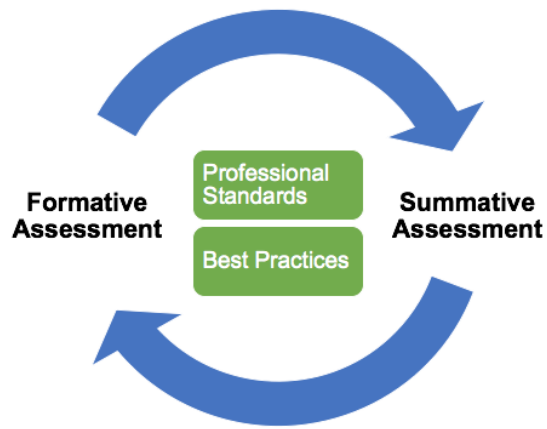 Formative
Assessment
Professional
Standards
Best Practices
Summative
Assessment